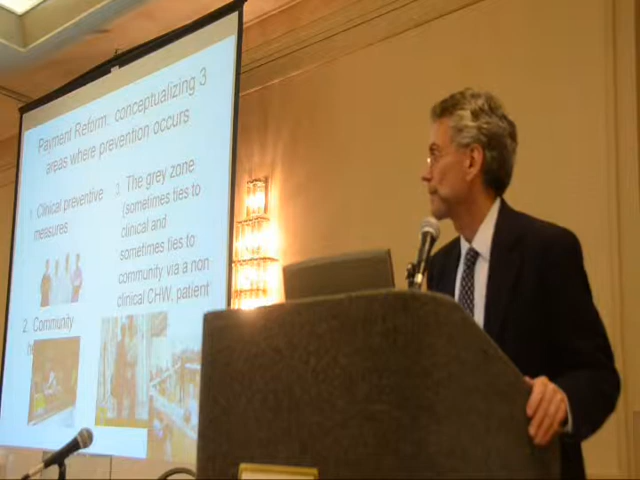 Payment Reform: conceptualizing 3
areas where prevention occurs
1. Clinical preventive
measures
2. Community
3. The grey zone
(sometimes ties to
clinical and
sometimes ties to
community via a non
clinical CHW, patient